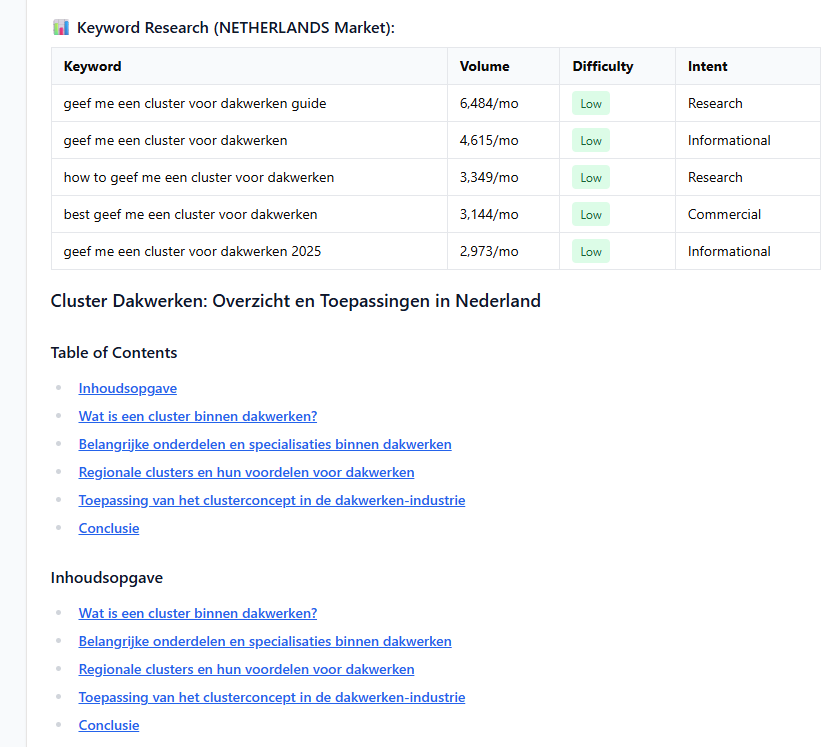 Keyword Research (NETHERLANDS Market):
Keyword Volume Difficulty Intent
geef me een cluster voor dakwerken guide 6,484/mo Low Research
geef me een cluster voor dakwerken 4,615/mo Low Informational
how to geef me een cluster voor dakwerken 3,349/mo Low Research
best geef me een cluster voor dakwerken 3,144/mo Low Commercial
geef me een cluster voor dakwerken 2025 2,973/mo Low Informational
Cluster Dakwerken: Overzicht en Toepassingen in Nederland
Table of Contents
Inhoudsopgave
Wat is een cluster binnen dakwerken?
Belangrijke onderdelen en specialisaties binnen dakwerken
Regionale clusters en hun voordelen voor dakwerken
Toepassing van het clusterconcept in de dakwerken-industrie
Conclusie
Inhoudsopgave
Wat is een cluster binnen dakwerken?
Belangrijke onderdelen en specialisaties binnen dakwerken
Regionale clusters en hun voordelen voor dakwerken
Toepassing van het clusterconcept in de dakwerken-industrie
Conclusie